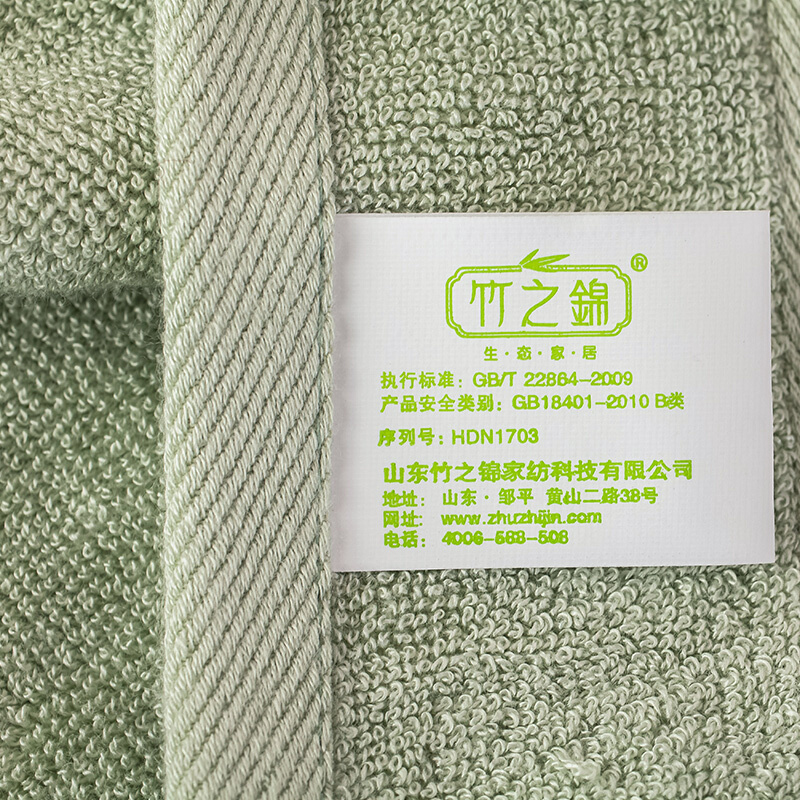 竹之錦®
生·态·家·居
执行标准: GB/T 22864-2009
产品安全类别: GB18401-2010 B类
序列号: HDN1703
山东竹之锦家纺科技有限公司
地址: 山东·邹平 黄山二路38号
网址: www.zhuzhijin.com
电话: 4006-568-508